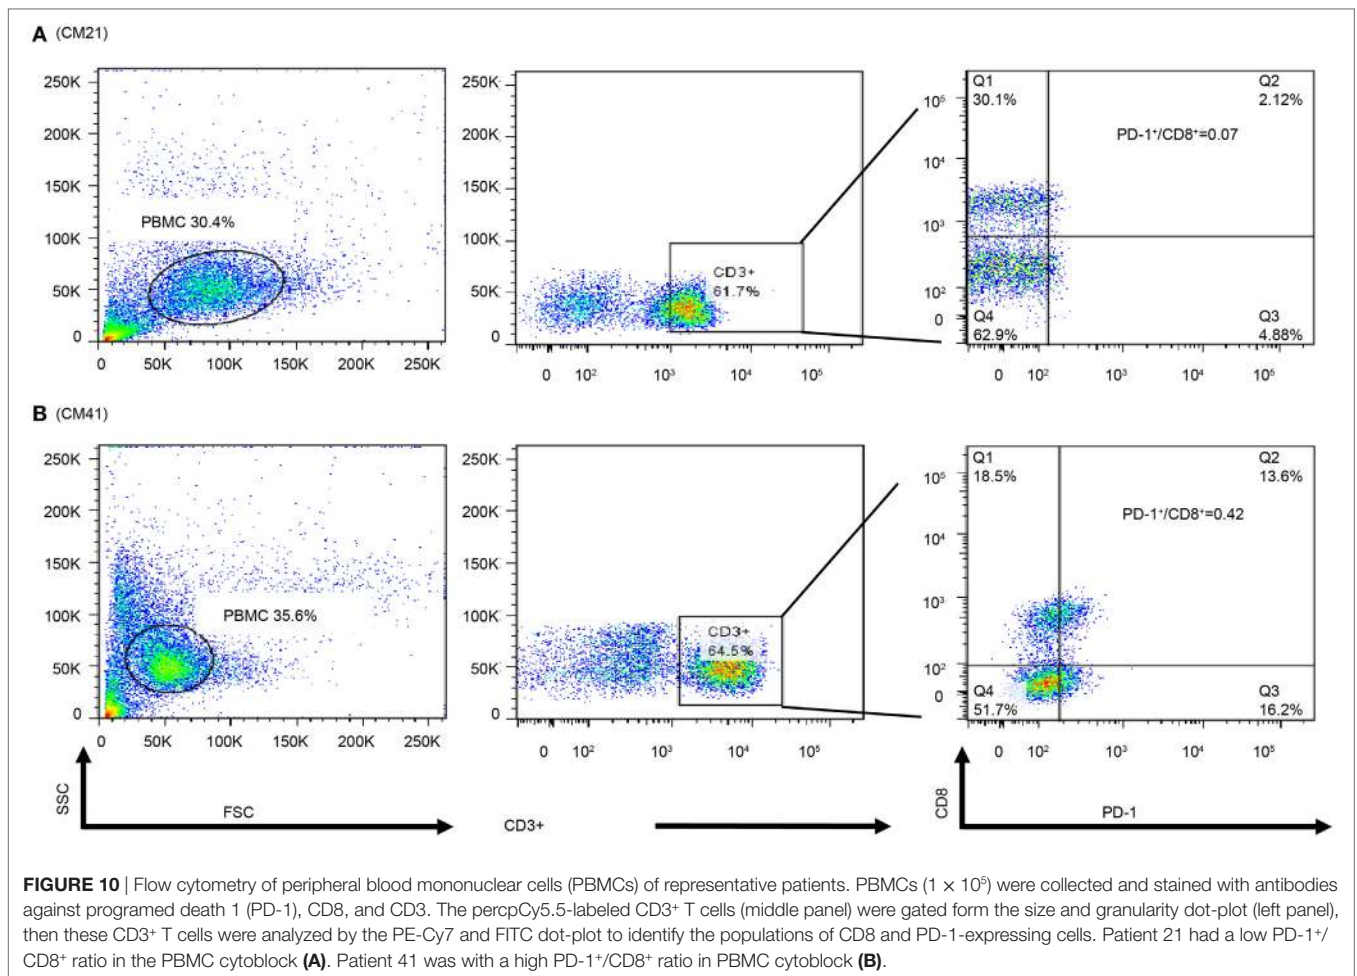 A (CM21)
250K
200K
150K
100K
50K
0
PBMC 30.4%
0 50K 100K 150K 200K 250K
250K
200K
150K
100K
50K
0
CD3+
61.7%
0 10² 10³ 10⁴ 10⁵
10⁵
10⁴
10³
10²
0
Q1
30.1%
Q2
2.12%
PD-1⁺/CD8⁺=0.07
Q4
62.9%
Q3
4.88%
0 10² 10³ 10⁴ 10⁵
B (CM41)
250K
200K
150K
100K
50K
0
PBMC 35.6%
0 50K 100K 150K 200K 250K
250K
200K
150K
100K
50K
0
CD3+
64.5%
0 10² 10³ 10⁴ 10⁵
10⁵
10⁴
10³
10²
0
Q1
18.5%
Q2
13.6%
PD-1⁺/CD8⁺=0.42
Q4
51.7%
Q3
16.2%
0 10² 10³ 10⁴ 10⁵
SSC
FSC
CD3+
CD8
PD-1
FIGURE 10 | Flow cytometry of peripheral blood mononuclear cells (PBMCs) of representative patients. PBMCs (1 × 10⁵) were collected and stained with antibodies
against programed death 1 (PD-1), CD8, and CD3. The percpCy5.5-labeled CD3⁺ T cells (middle panel) were gated form the size and granularity dot-plot (left panel),
then these CD3⁺ T cells were analyzed by the PE-Cy7 and FITC dot-plot to identify the populations of CD8 and PD-1-expressing cells. Patient 21 had a low PD-1⁺/
CD8⁺ ratio in the PBMC cytoblock (A). Patient 41 was with a high PD-1⁺/CD8⁺ ratio in PBMC cytoblock (B).